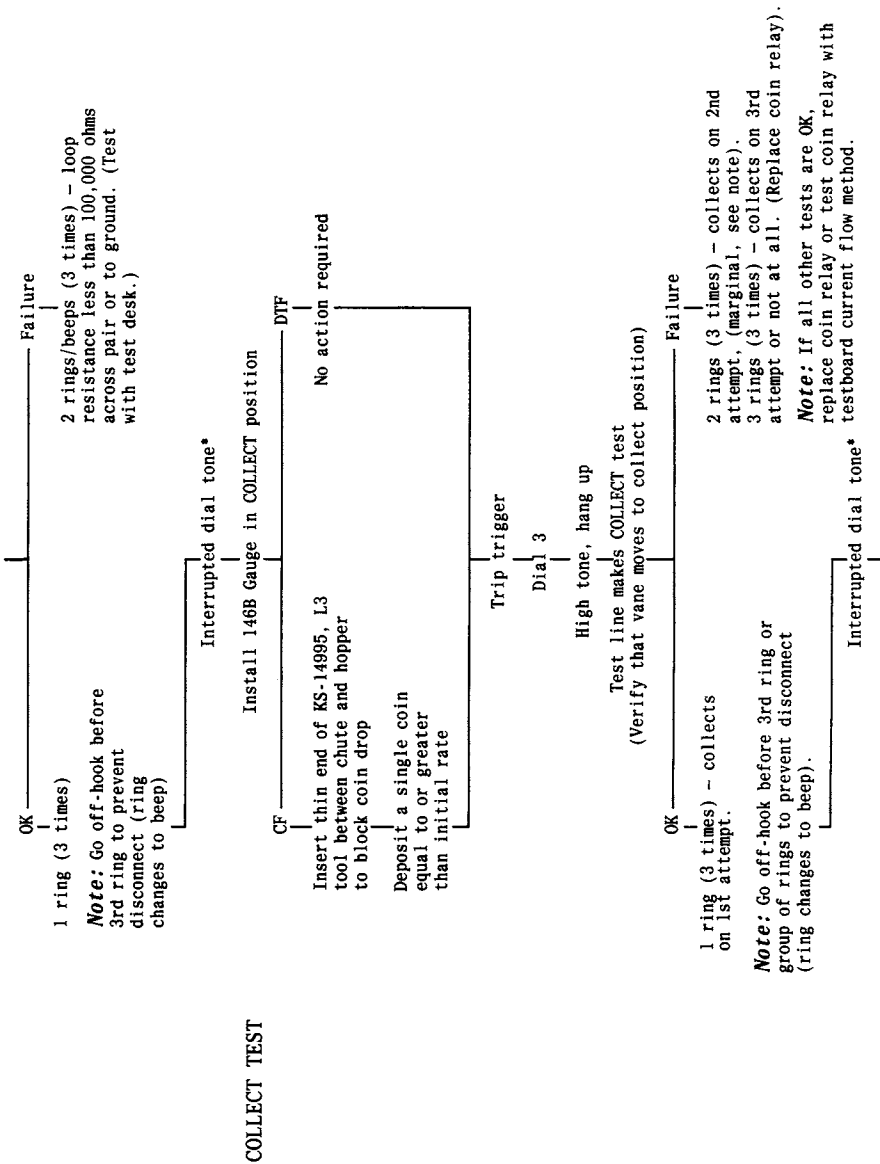 OK
Failure
1 ring (3 times)
Note: Go off-hook before
3rd ring to prevent
disconnect (ring
changes to beep)
2 rings/beeps (3 times) – loop
resistance less than 100,000 ohms
across pair or to ground. (Test
with test desk.)
Interrupted dial tone*
COLLECT TEST
Install 146B Gauge in COLLECT position
CF
DTF
Insert thin end of KS-14995, L3
tool between chute and hopper
to block coin drop
No action required
Deposit a single coin
equal to or greater
than initial rate
Trip trigger
Dial 3
High tone, hang up
Test line makes COLLECT test
(Verify that vane moves to collect position)
OK
Failure
1 ring (3 times) – collects
on 1st attempt.
Note: Go off-hook before 3rd ring or
group of rings to prevent disconnect
(ring changes to beep).
2 rings (3 times) – collects on 2nd
attempt, (marginal, see note).
3 rings (3 times) – collects on 3rd
attempt or not at all. (Replace coin relay).
Note: If all other tests are OK,
replace coin relay or test coin relay with
testboard current flow method.
Interrupted dial tone*